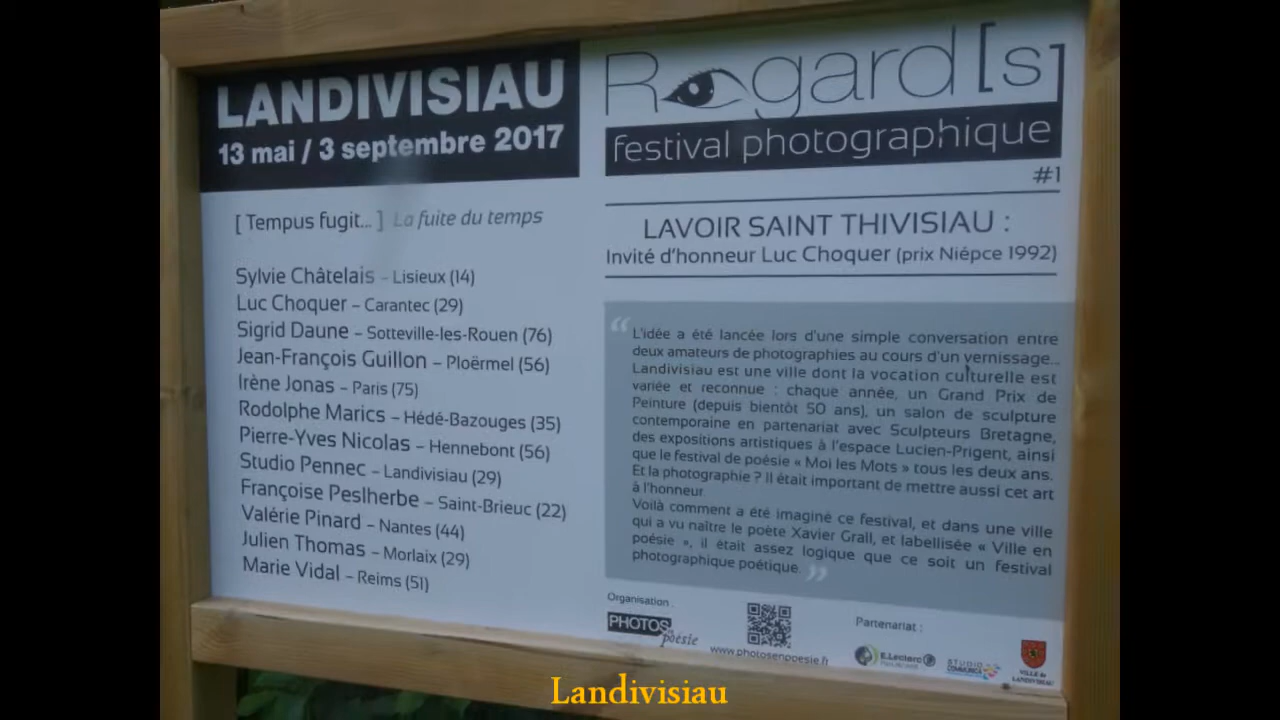 LANDIVISIAU
13 mai / 3 septembre 2017
[ Tempus fugit... ] La fuite du temps
Sylvie Châtelais – Lisieux (14)
Luc Choquer – Carantec (29)
Sigrid Daune – Sotteville-les-Rouen (76)
Jean-François Guillon – Ploërmel (56)
Irène Jonas – Paris (75)
Rodolphe Marics – Hédé-Bazouges (35)
Pierre-Yves Nicolas – Hennebont (56)
Studio Pennec – Landivisiau (29)
Françoise Peslherbe – Saint-Brieuc (22)
Valérie Pinard – Nantes (44)
Julien Thomas – Morlaix (29)
Marie Vidal – Reims (51)
Regard[s]
festival photographique
#1
LAVOIR SAINT THIVISIAU :
Invité d'honneur Luc Choquer (prix Niépce 1992)
“ L'idée a été lancée lors d'une simple conversation entre
deux amateurs de photographies au cours d'un vernissage...
Landivisiau est une ville dont la vocation culturelle est
variée et reconnue : chaque année, un Grand Prix de
Peinture (depuis bientôt 50 ans), un salon de sculpture
contemporaine en partenariat avec Sculpteurs Bretagne,
des expositions artistiques à l'espace Lucien-Prigent, ainsi
que le festival de poésie « Moi les Mots » tous les deux ans.
Et la photographie ? Il était important de mettre aussi cet art
à l'honneur.
Voilà comment a été imaginé ce festival, et dans une ville
qui a vu naître le poète Xavier Grall, et labellisée « Ville en
poésie », il était assez logique que ce soit un festival
photographique poétique. ”
Organisation :
PHOTOS
poésie
www.photosenpoesie.fr
Partenariat :
E.Leclerc
STUDIO
VILLE de
LANDIVISIAU
Landivisiau